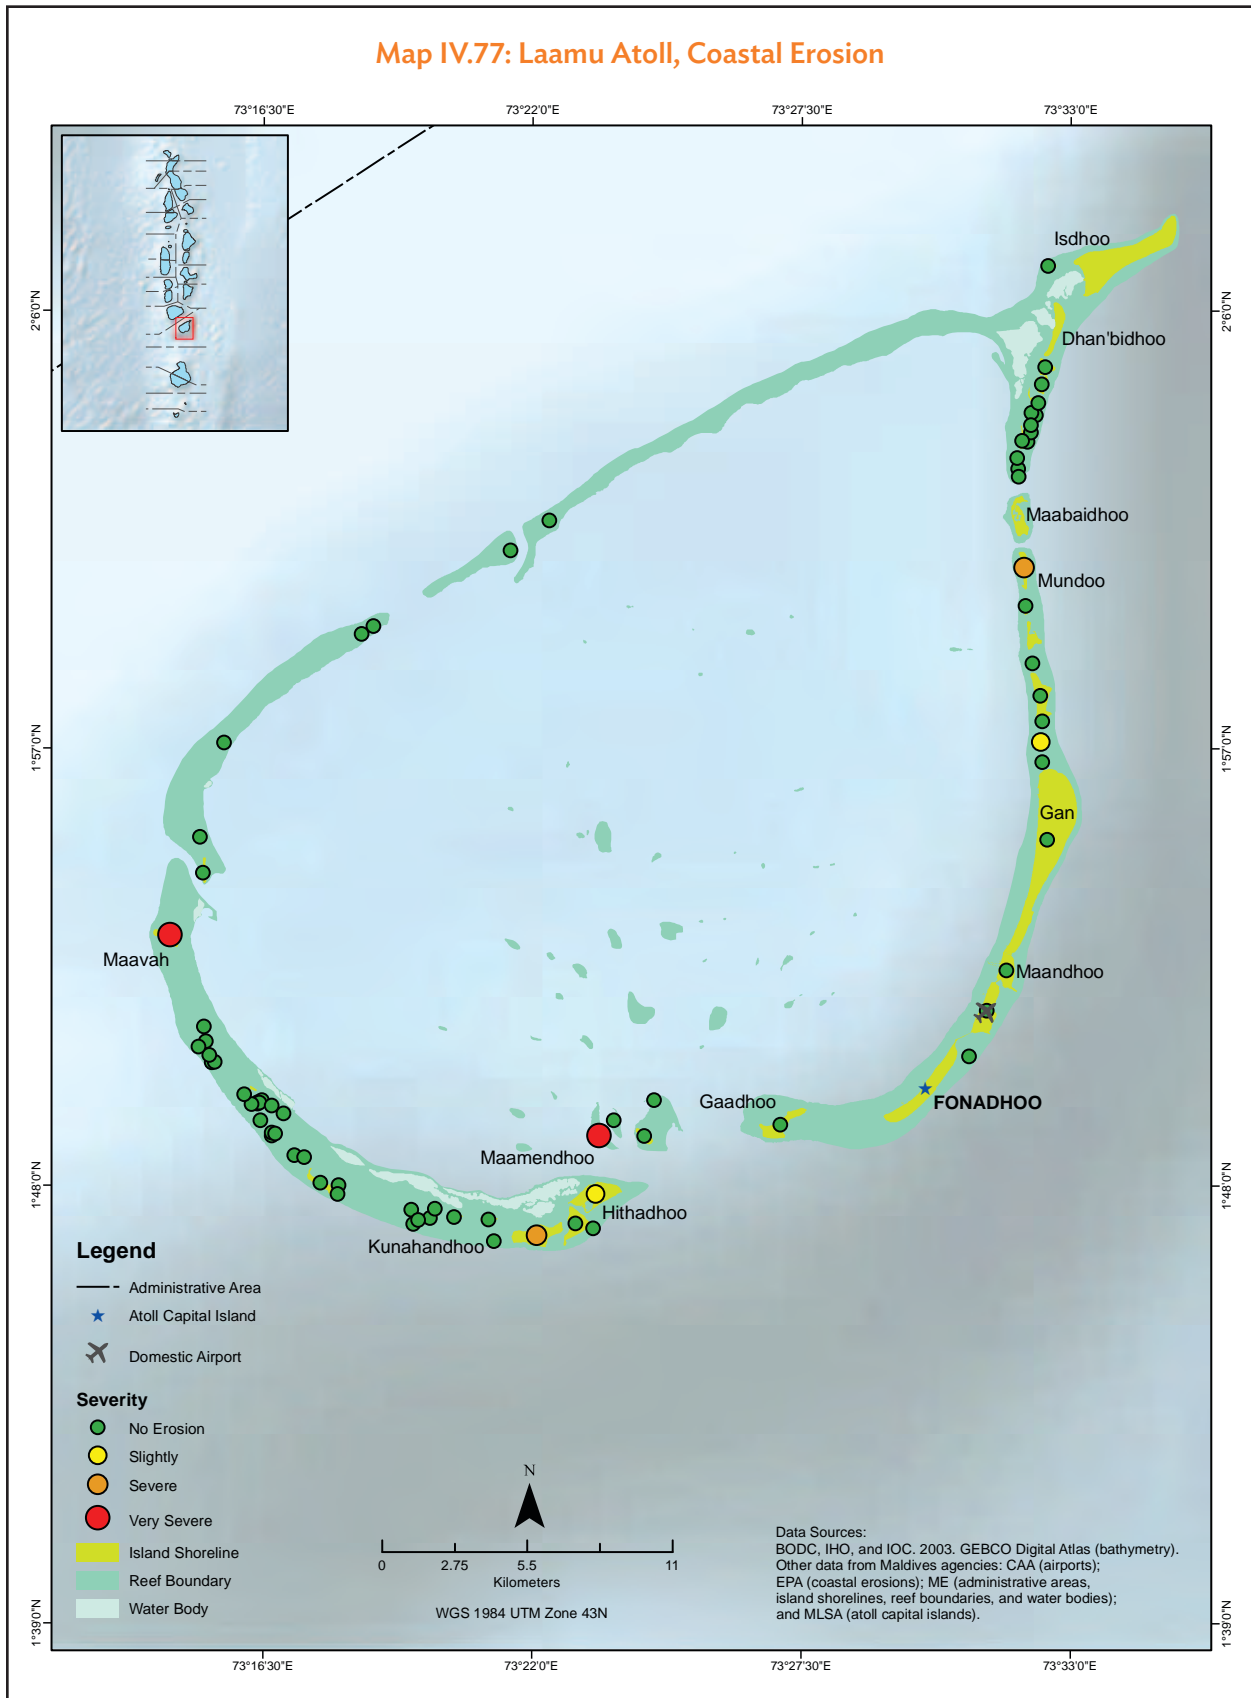 Map IV.77: Laamu Atoll, Coastal Erosion
73°16'30"E
73°22'0"E
73°27'30"E
73°33'0"E
Isdhoo
2°6'0"N
2°6'0"N
Dhan'bidhoo
Maabaidhoo
Mundoo
1°57'0"N
1°57'0"N
Gan
Maavah
Maandhoo
Gaadhoo
FONADHOO
Maamendhoo
1°48'0"N
1°48'0"N
Hithadhoo
Kunahandhoo
Legend
Administrative Area
Atoll Capital Island
Domestic Airport
Severity
No Erosion
Slightly
Severe
Very Severe
Island Shoreline
Reef Boundary
Water Body
N
0
2.75
5.5
11
Kilometers
WGS 1984 UTM Zone 43N
Data Sources:
BODC, IHO, and IOC. 2003. GEBCO Digital Atlas (bathymetry).
Other data from Maldives agencies: CAA (airports);
EPA (coastal erosions); ME (administrative areas,
island shorelines, reef boundaries, and water bodies);
and MLSA (atoll capital islands).
1°39'0"N
1°39'0"N
73°16'30"E
73°22'0"E
73°27'30"E
73°33'0"E